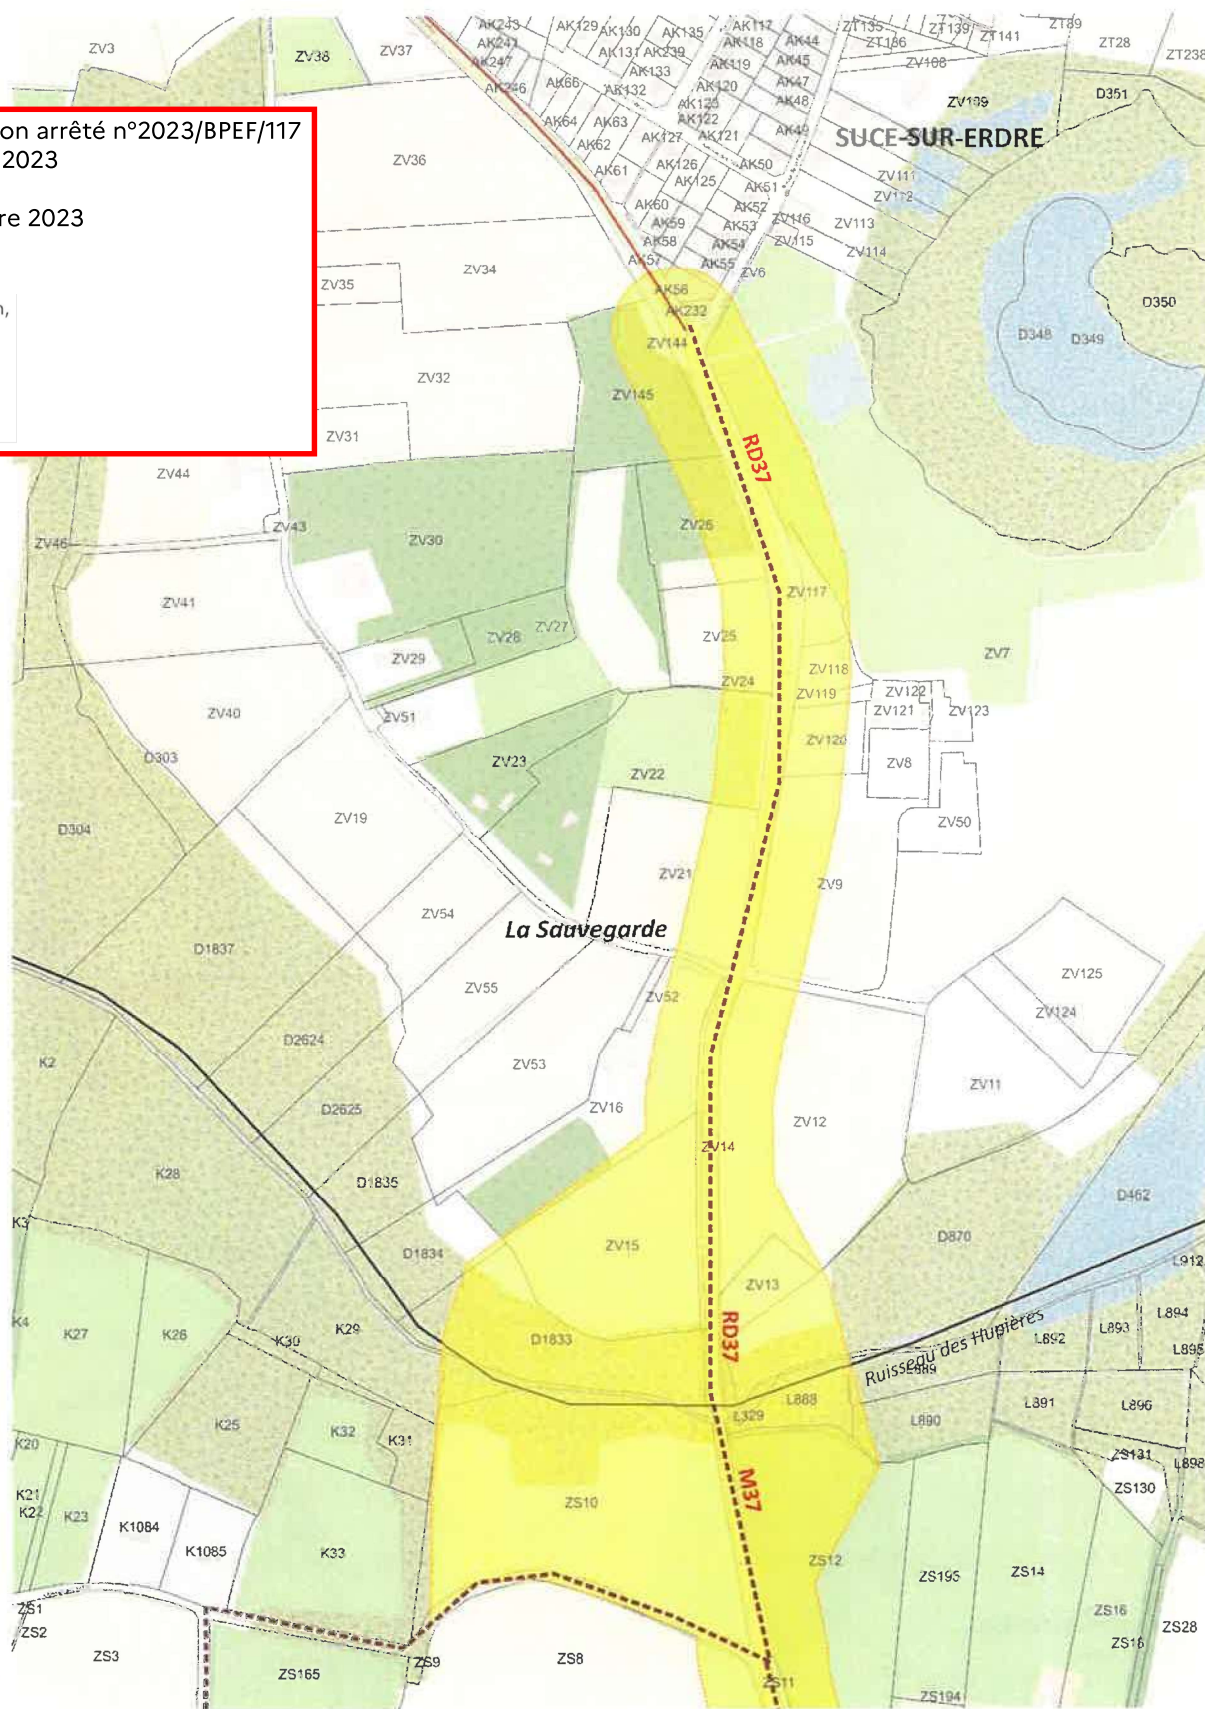 ZV3
ZV38
ZV37
AK243
AK241
AK247
AK246
AK129
AK130
AK135
AK131
AK239
AK133
AK132
AK66
AK117
AK118
AK44
AK45
AK119
AK47
AK120
AK48
AK123
AK122
AK121
AK49
AK64
AK63
AK62
AK127
AK61
AK126
AK125
AK50
AK51
AK52
AK60
AK59
AK53
AK58
AK54
AK57
AK55
AK56
AK232
ZT135
ZT136
ZT139
ZT141
ZT89
ZT28
ZT238
ZV108
ZV109
D351
SUCE-SUR-ERDRE
ZV111
ZV112
ZV113
ZV116
ZV115
ZV114
ZV6
on arrêté n°2023/BPEF/117
2023
re 2023
n,
ZV36
ZV35
ZV34
ZV32
ZV31
ZV144
ZV145
D348
D349
D350
RD37
ZV44
ZV43
ZV46
ZV30
ZV26
ZV41
ZV117
ZV28
ZV27
ZV29
ZV25
ZV118
ZV7
ZV24
ZV119
ZV122
ZV121
ZV123
ZV40
ZV51
ZV120
D303
ZV23
ZV22
ZV8
D304
ZV19
ZV50
ZV21
ZV9
ZV54
La Sauvegarde
D1837
ZV125
ZV55
ZV52
ZV124
D2624
ZV53
K2
ZV11
D2625
ZV16
ZV12
ZV14
K28
D1835
D462
K3
D1834
ZV15
D870
L912
ZV13
K4
K27
K26
K30
K29
D1833
RD37
Ruisseau des Hupières
L889
L892
L893
L894
L895
L888
L329
L890
L891
L896
K25
K32
K31
K20
ZS131
L898
K21
K22
K23
K1084
K1085
ZS10
M37
ZS130
K33
ZS12
ZS195
ZS14
ZS1
ZS2
ZS16
ZS15
ZS28
ZS3
ZS165
ZS9
ZS8
ZS11
ZS194